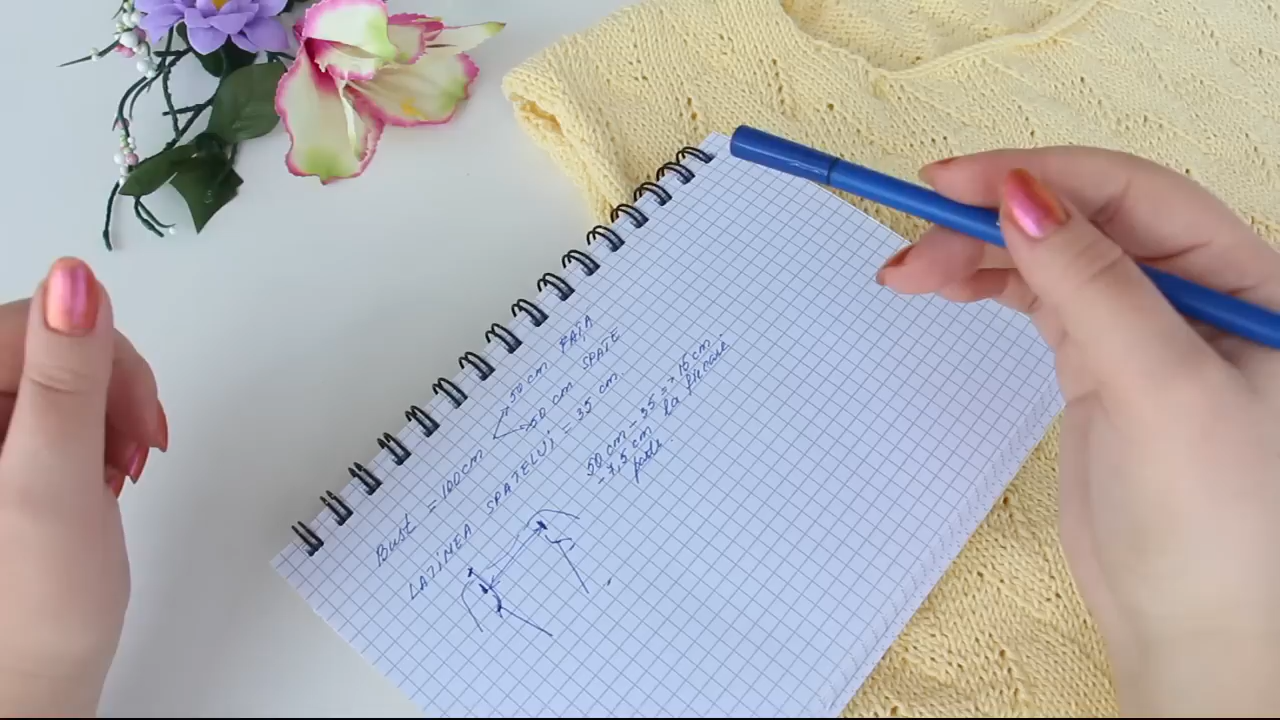 50 cm FAȚA
Bust = 100 cm
50 cm SPATE
LAȚIMEA SPATELUI = 35 cm.
50 cm - 35 => 15 cm
- 7,5 cm la fiecare
parte.